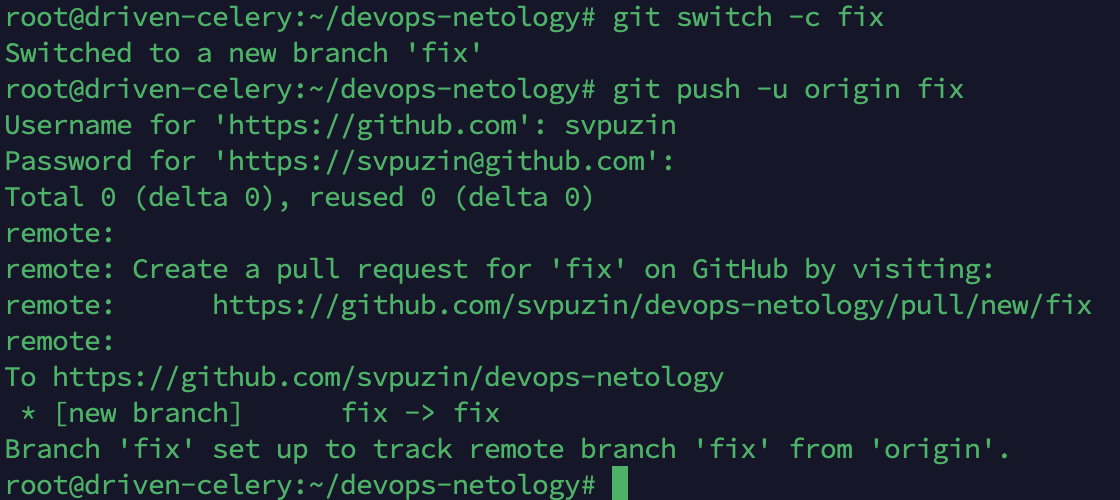 root@driven-celery:~/devops-netology# git switch -c fix
Switched to a new branch 'fix'
root@driven-celery:~/devops-netology# git push -u origin fix
Username for 'https://github.com': svpuzin
Password for 'https://svpuzin@github.com':
Total 0 (delta 0), reused 0 (delta 0)
remote:
remote: Create a pull request for 'fix' on GitHub by visiting:
remote:      https://github.com/svpuzin/devops-netology/pull/new/fix
remote:
To https://github.com/svpuzin/devops-netology
 * [new branch]      fix -> fix
Branch 'fix' set up to track remote branch 'fix' from 'origin'.
root@driven-celery:~/devops-netology#